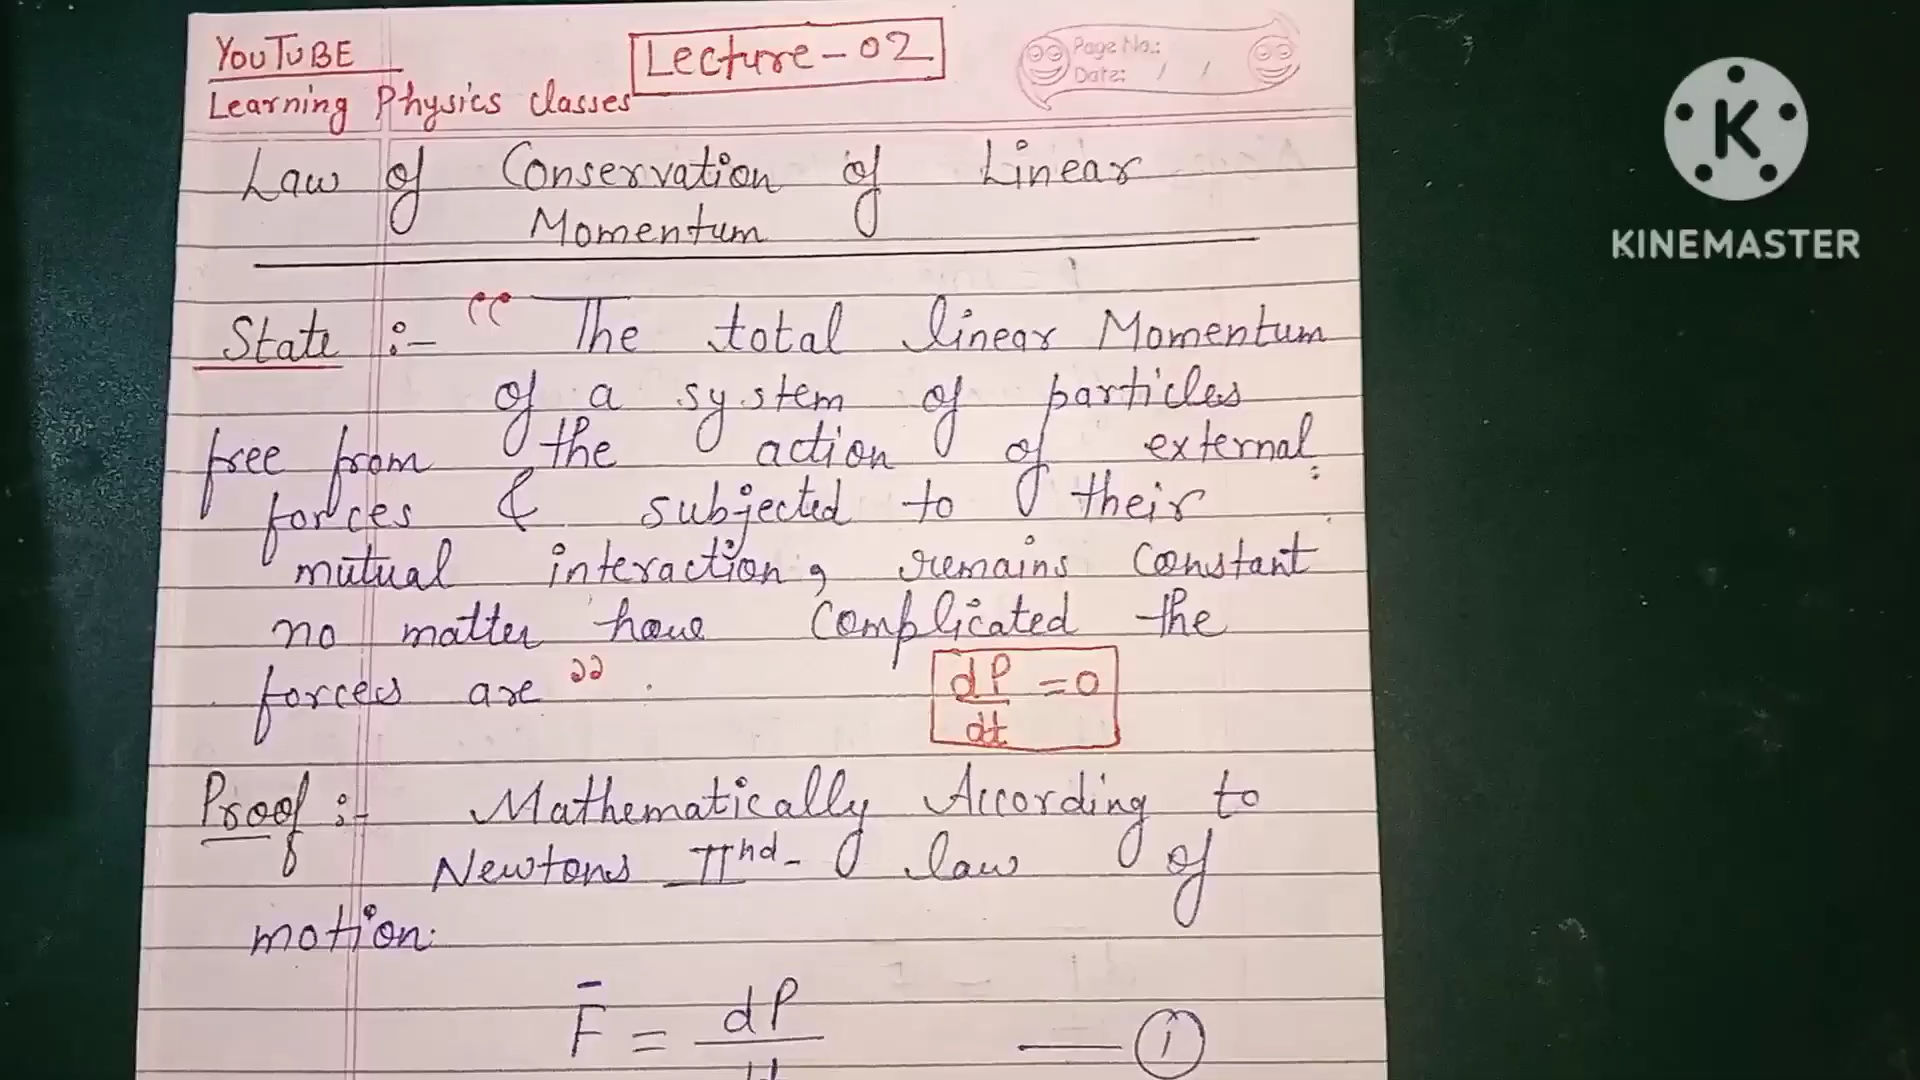 YOUTUBE
Learning Physics classes
Lecture-02
Page No.:
Date: / /
K
KINEMASTER
Law of Conservation of Linear
Momentum
State :- “ The total linear Momentum
of a system of particles
free from the action of external
forces & subjected to their
mutual interaction, remains constant
no matter how complicated the
forces are ” .
dP/dt = 0
Proof :- Mathematically According to
Newtons IInd- law of
motion.
F̄ = dP
—— 1